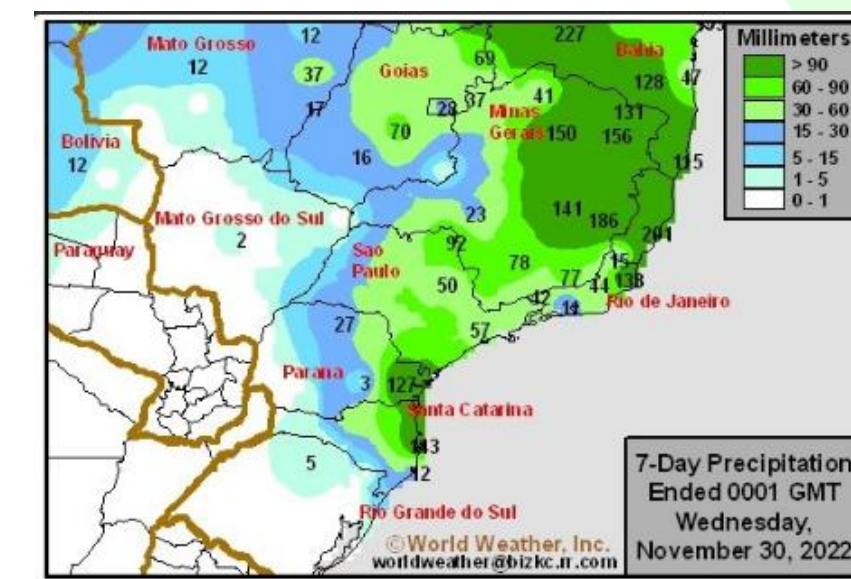 12
227
Millimeters
Mato Grosso
Bahia
> 90
12
37
Goias
69
128
47
60 - 90
17
28
37
41
Minas
131
30 - 60
Bolivia
70
Gerais
150
156
15 - 30
12
16
115
5 - 15
1 - 5
0 - 1
Mato Grosso do Sul
23
141
186
201
2
Paraguay
Sao
Paulo
92
78
15
50
77
44
138
42
Rio de Janeiro
27
57
Parana
3
127
Santa Catarina
5
143
12
Rio Grande do Sul
©World Weather, Inc.
worldweather@bizkc.rr.com
7-Day Precipitation
Ended 0001 GMT
Wednesday,
November 30, 2022